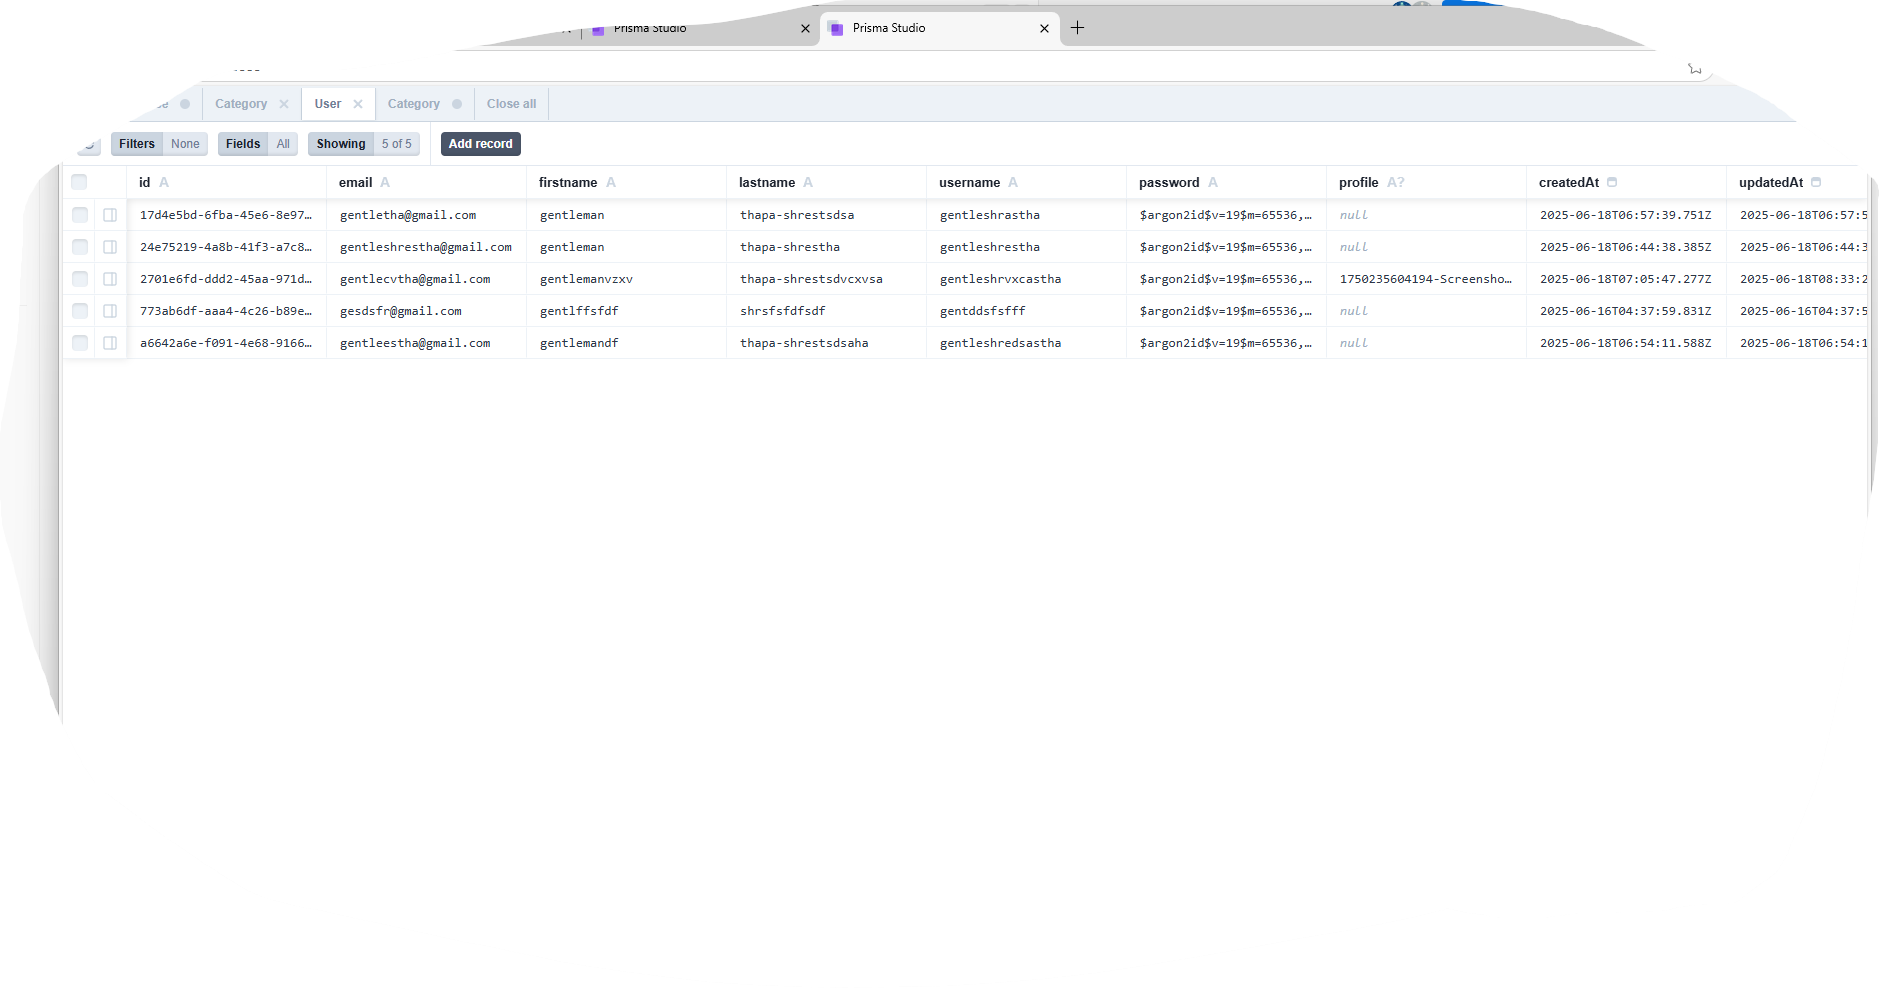 Prisma Studio Prisma Studio
Category User Category Close all
Filters None Fields All Showing 5 of 5 Add record
id A email A firstname A lastname A username A password A profile A? createdAt updatedAt
17d4e5bd-6fba-45e6-8e97… gentletha@gmail.com gentleman thapa-shrestsdsa gentleshrastha $argon2id$v=19$m=65536,… null 2025-06-18T06:57:39.751Z 2025-06-18T06:57:5
24e75219-4a8b-41f3-a7c8… gentleshrestha@gmail.com gentleman thapa-shrestha gentleshrestha $argon2id$v=19$m=65536,… null 2025-06-18T06:44:38.385Z 2025-06-18T06:44:3
2701e6fd-ddd2-45aa-971d… gentlecvtha@gmail.com gentlemanvzxv thapa-shrestsdvcxvsa gentleshrvxcastha $argon2id$v=19$m=65536,… 1750235604194-Screensho… 2025-06-18T07:05:47.277Z 2025-06-18T08:33:2
773ab6df-aaa4-4c26-b89e… gesdsfr@gmail.com gentlffsfdf shrsfsfdfsdf gentddsfsfff $argon2id$v=19$m=65536,… null 2025-06-16T04:37:59.831Z 2025-06-16T04:37:5
a6642a6e-f091-4e68-9166… gentleestha@gmail.com gentlemandf thapa-shrestsdsaha gentleshredsastha $argon2id$v=19$m=65536,… null 2025-06-18T06:54:11.588Z 2025-06-18T06:54:1